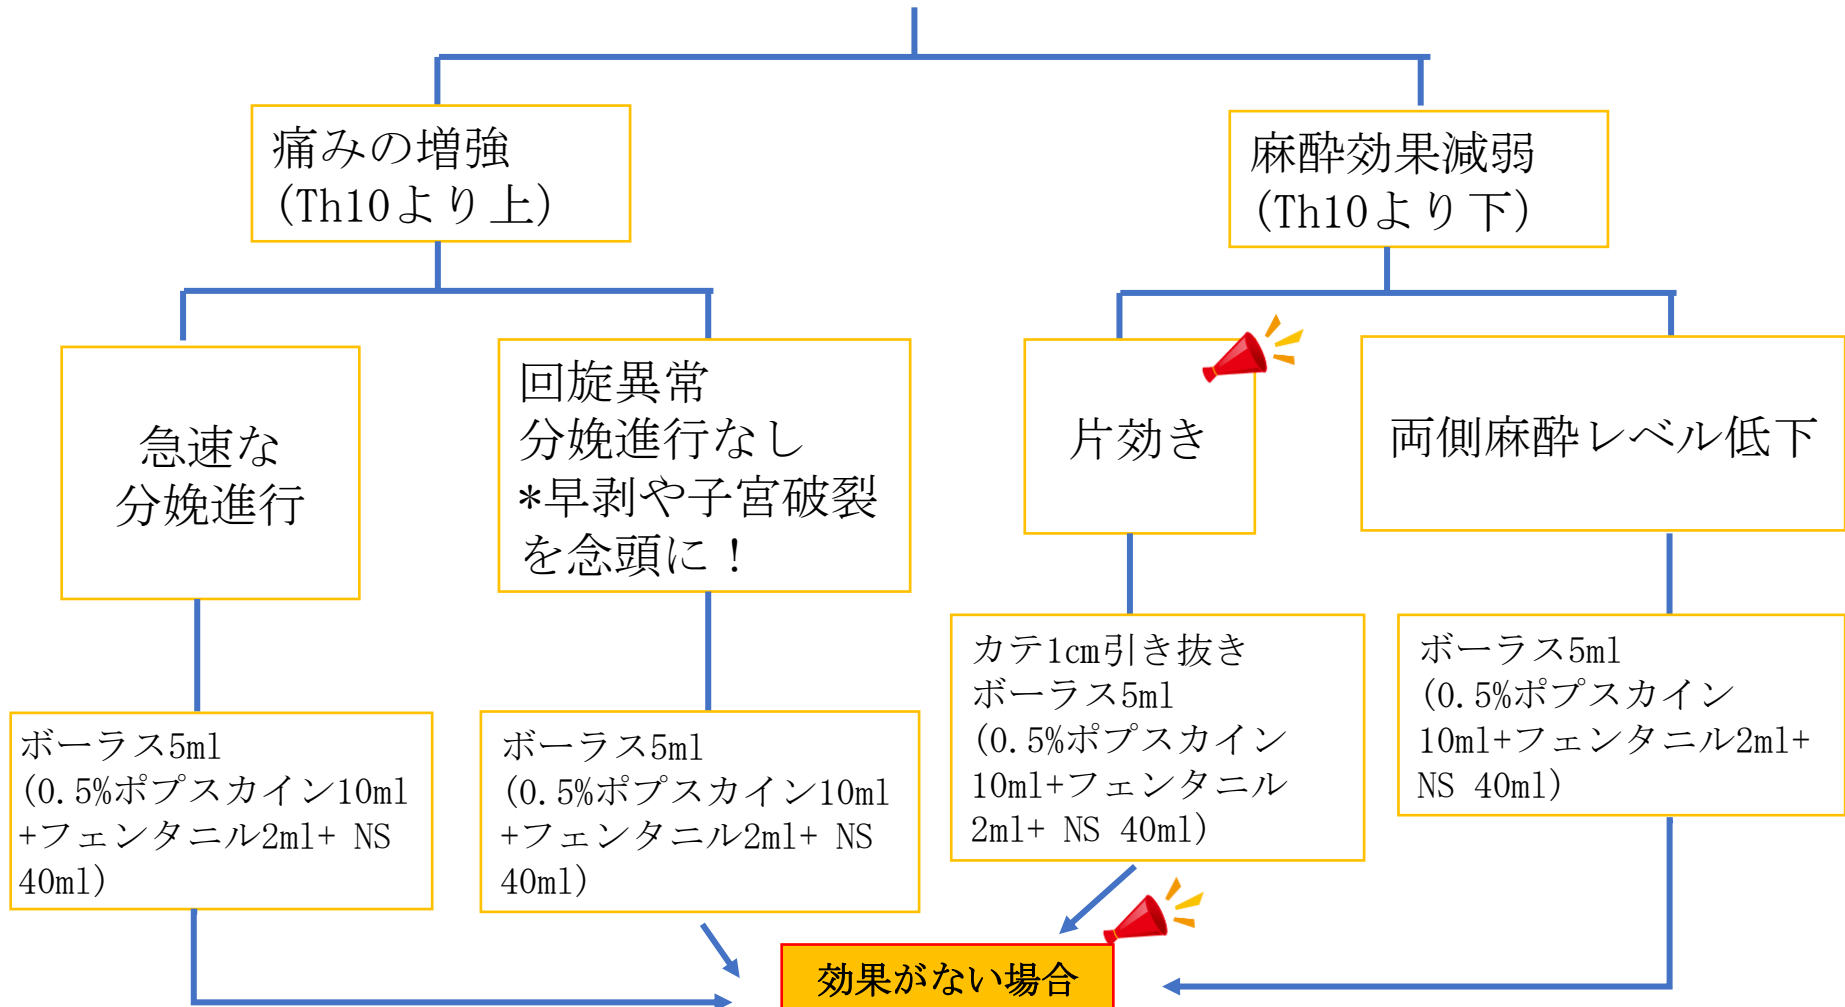 痛みの増強
(Th10より上)
麻酔効果減弱
(Th10より下)
急速な
分娩進行
回旋異常
分娩進行なし
*早剥や子宮破裂
を念頭に！
片効き
両側麻酔レベル低下
ボーラス5ml
(0.5%ポプスカイン10ml
+フェンタニル2ml+ NS
40ml)
ボーラス5ml
(0.5%ポプスカイン10ml
+フェンタニル2ml+ NS
40ml)
カテ1cm引き抜き
ボーラス5ml
(0.5%ポプスカイン
10ml+フェンタニル
2ml+ NS 40ml)
ボーラス5ml
(0.5%ポプスカイン
10ml+フェンタニル2ml+
NS 40ml)
効果がない場合